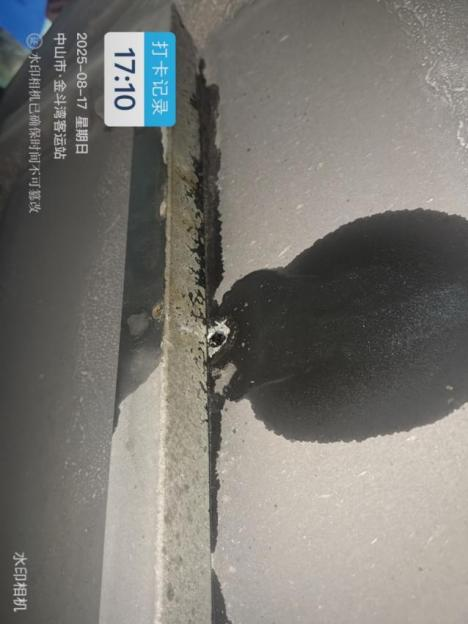 打卡记录
17:10
2025-08-17 星期日
中山市·金斗湾客运站
水印相机已确保时间不可篡改
水印相机